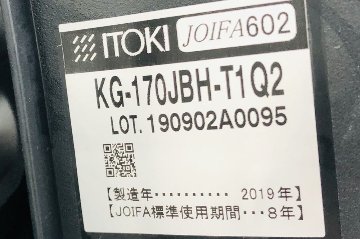 ITOKI JOIFA602
KG-170JBH-T1Q2
LOT. 190902A0095
【製造年‥‥‥‥‥ 2019年】
【JOIFA標準使用期間…8年】